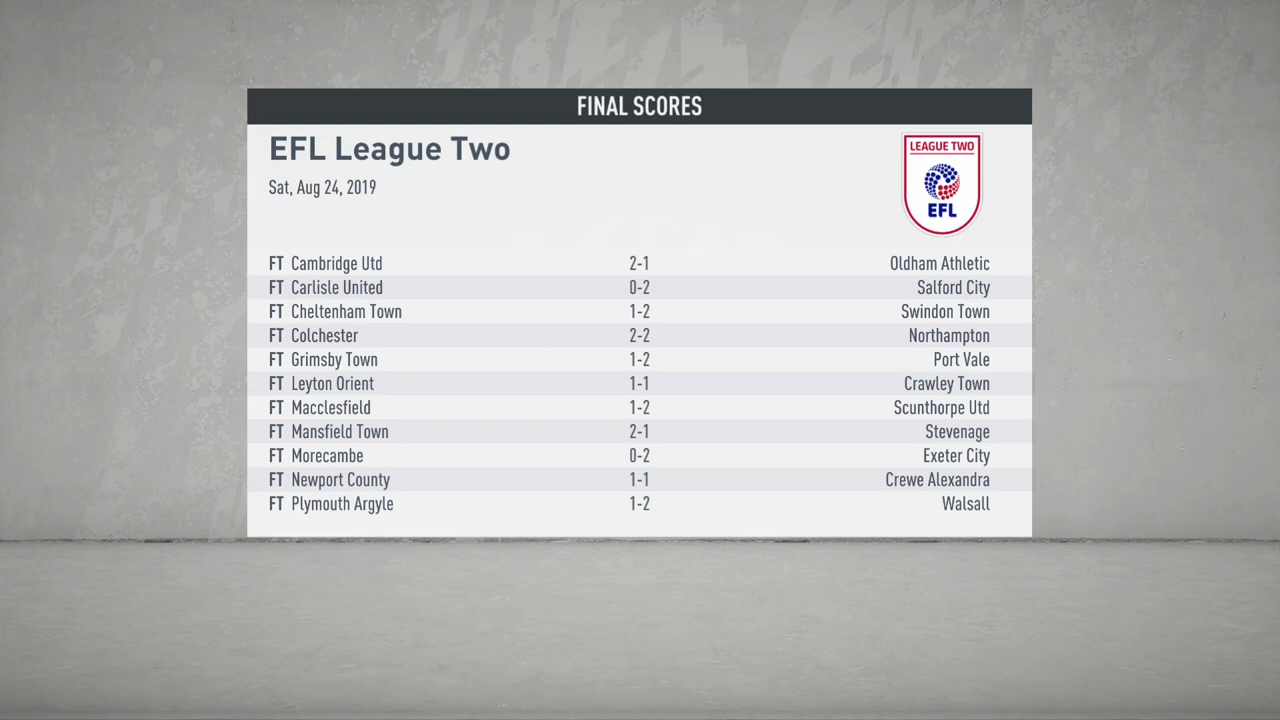 FINAL SCORES
EFL League Two
LEAGUE TWO
EFL
Sat, Aug 24, 2019
FT Cambridge Utd 2-1 Oldham Athletic
FT Carlisle United 0-2 Salford City
FT Cheltenham Town 1-2 Swindon Town
FT Colchester 2-2 Northampton
FT Grimsby Town 1-2 Port Vale
FT Leyton Orient 1-1 Crawley Town
FT Macclesfield 1-2 Scunthorpe Utd
FT Mansfield Town 2-1 Stevenage
FT Morecambe 0-2 Exeter City
FT Newport County 1-1 Crewe Alexandra
FT Plymouth Argyle 1-2 Walsall